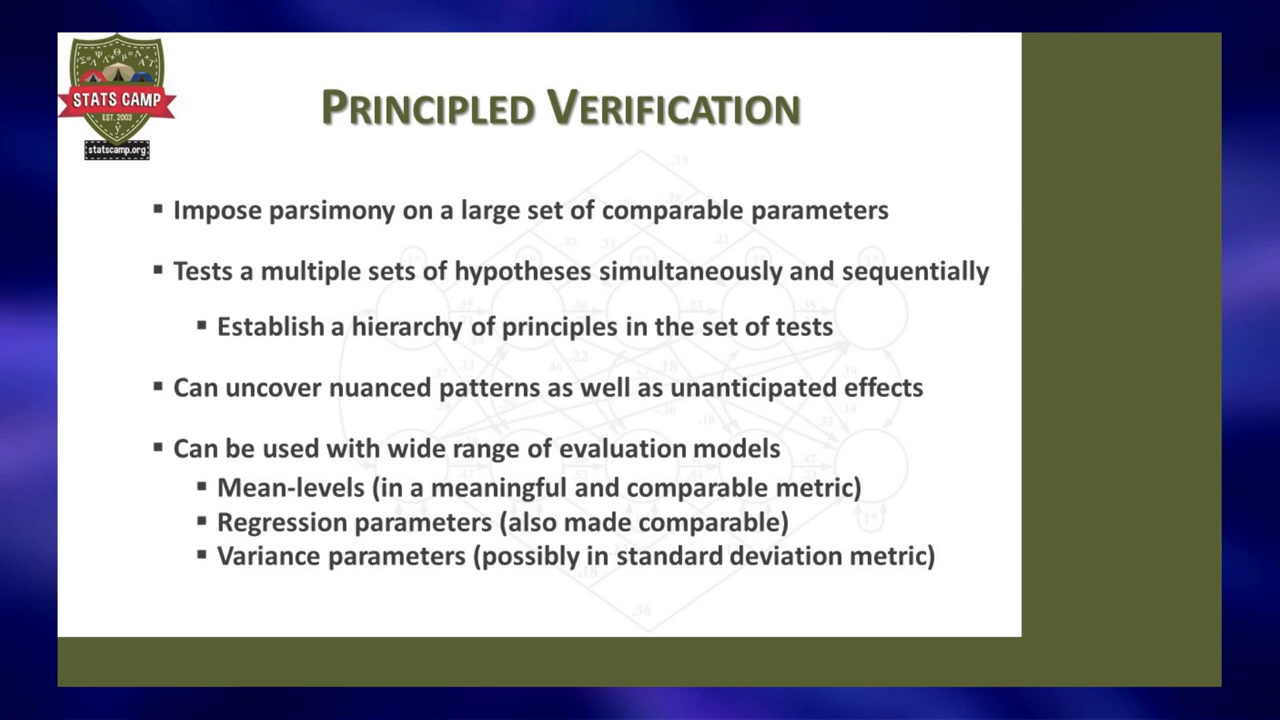 STATS CAMP
EST. 2003
statscamp.org
PRINCIPLED VERIFICATION
▪ Impose parsimony on a large set of comparable parameters
▪ Tests a multiple sets of hypotheses simultaneously and sequentially
▪ Establish a hierarchy of principles in the set of tests
▪ Can uncover nuanced patterns as well as unanticipated effects
▪ Can be used with wide range of evaluation models
▪ Mean-levels (in a meaningful and comparable metric)
▪ Regression parameters (also made comparable)
▪ Variance parameters (possibly in standard deviation metric)
.36